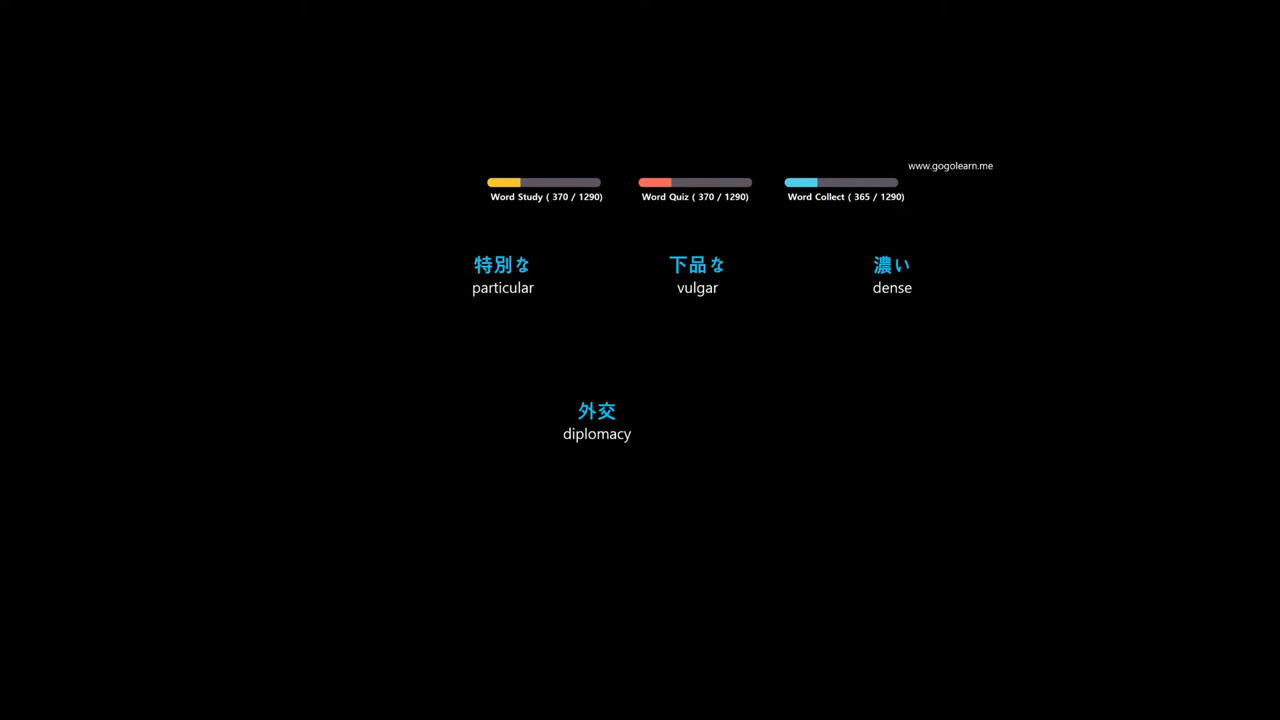 www.gogolearn.me
Word Study ( 370 / 1290)
Word Quiz ( 370 / 1290)
Word Collect ( 365 / 1290)
特別な
particular
下品な
vulgar
濃い
dense
外交
diplomacy